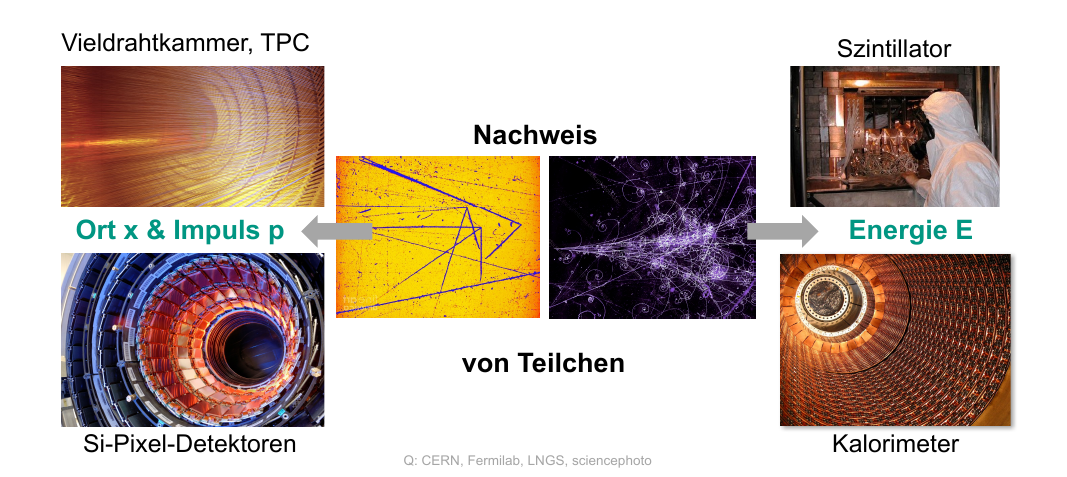 Vieldrahtkammer, TPC
Szintillator
Nachweis
Ort x & Impuls p
Energie E
von Teilchen
Si-Pixel-Detektoren
Kalorimeter
Q: CERN, Fermilab, LNGS, sciencephoto